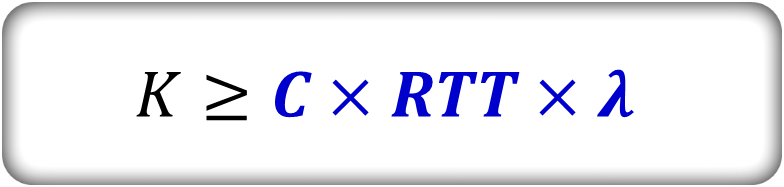 K ≥ C × RTT × λ